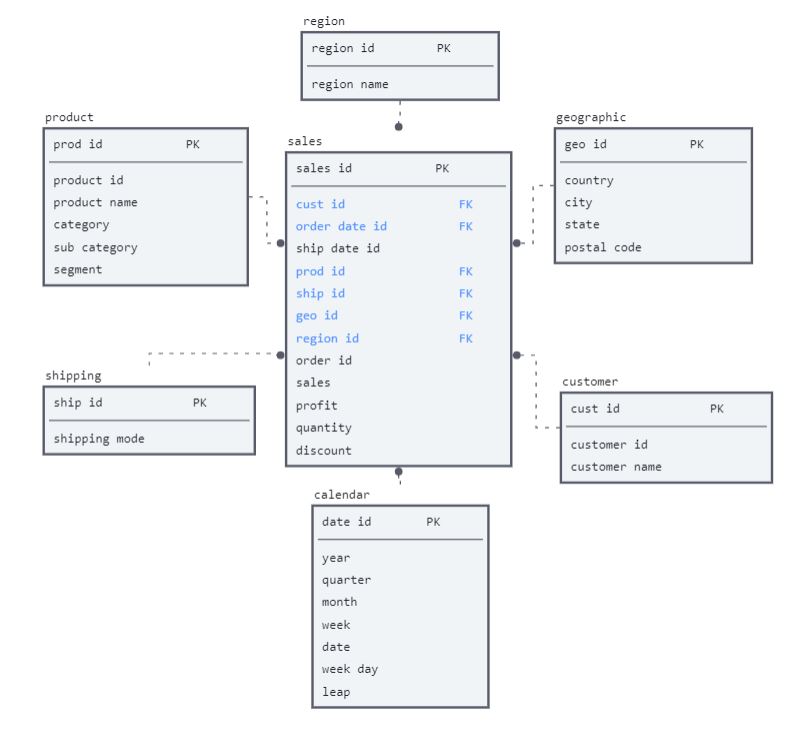 region
region id PK
region name
product
prod id PK
product id
product name
category
sub category
segment
sales
sales id PK
cust id FK
order date id FK
ship date id
prod id FK
ship id FK
geo id FK
region id FK
order id
sales
profit
quantity
discount
geographic
geo id PK
country
city
state
postal code
shipping
ship id PK
shipping mode
customer
cust id PK
customer id
customer name
calendar
date id PK
year
quarter
month
week
date
week day
leap